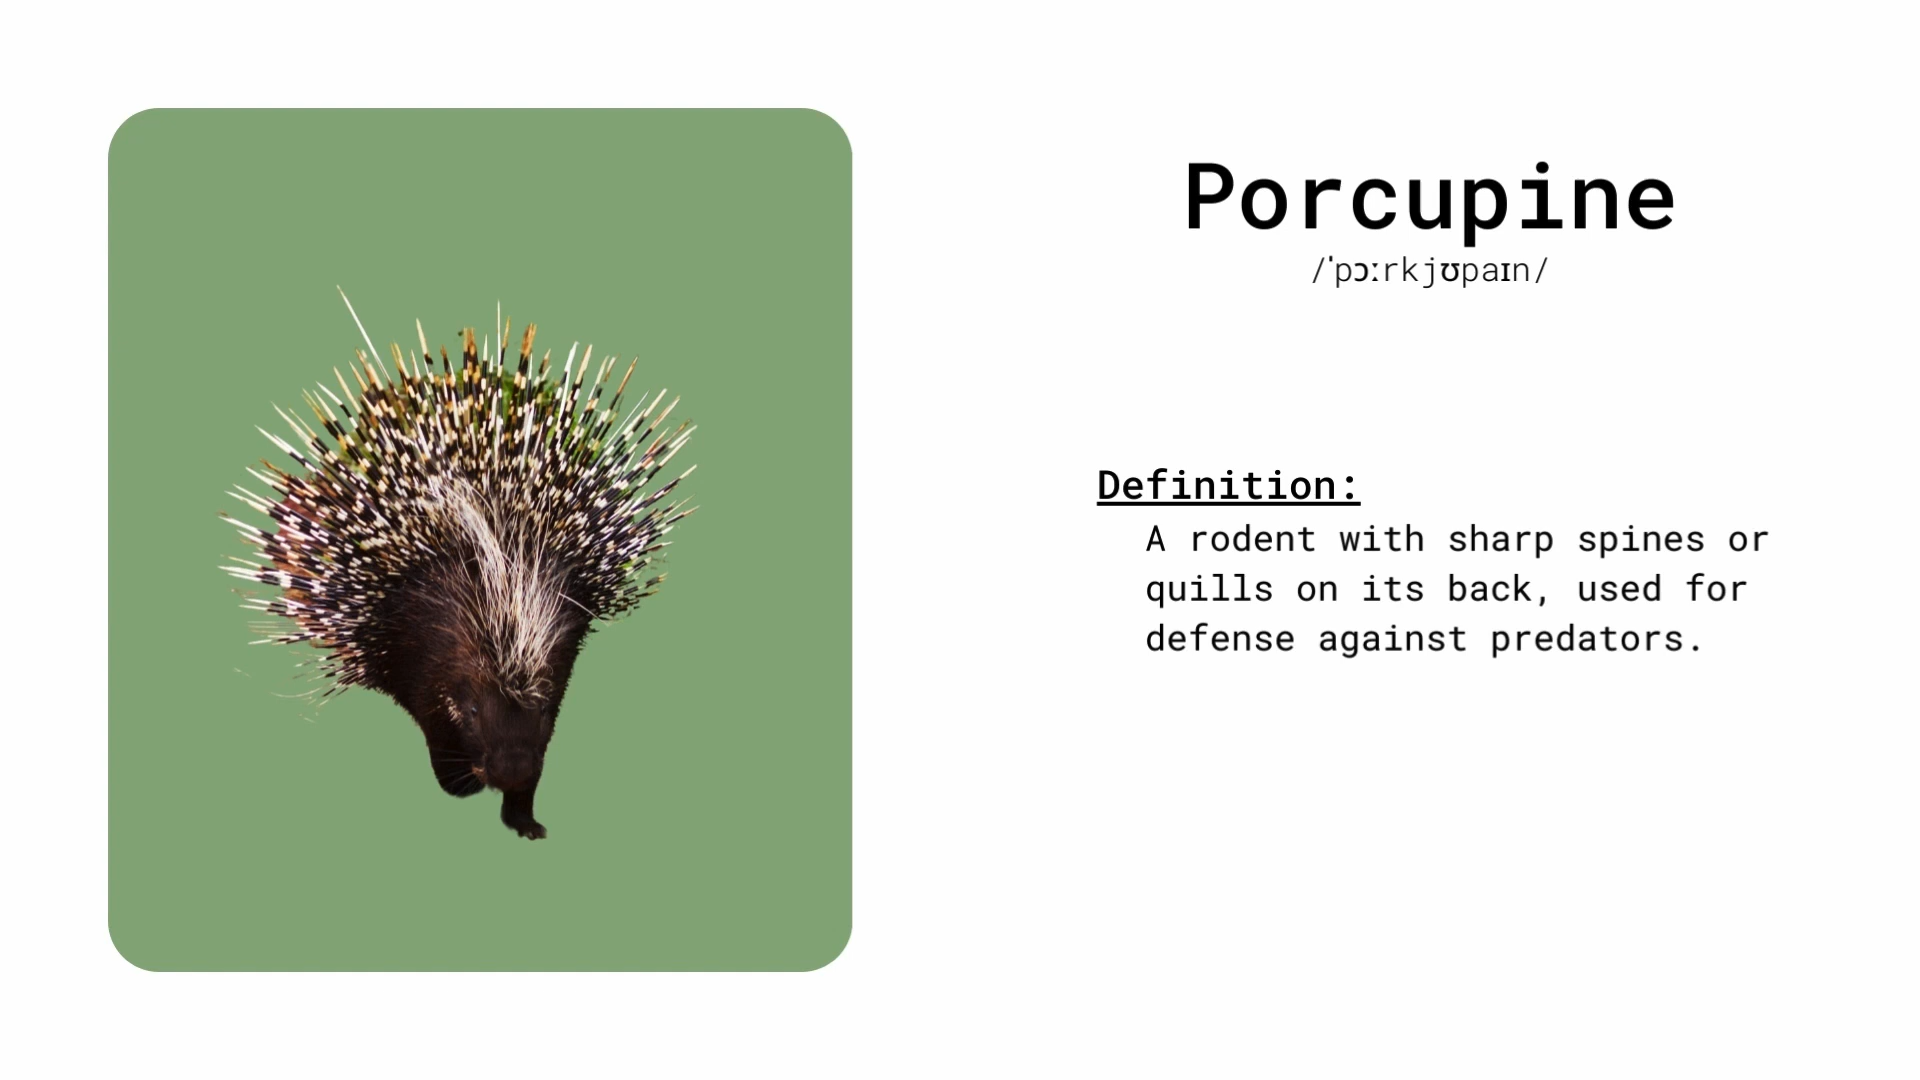 Porcupine
/ˈpɔːrkjʊpaɪn/
Definition:
A rodent with sharp spines or
quills on its back, used for
defense against predators.